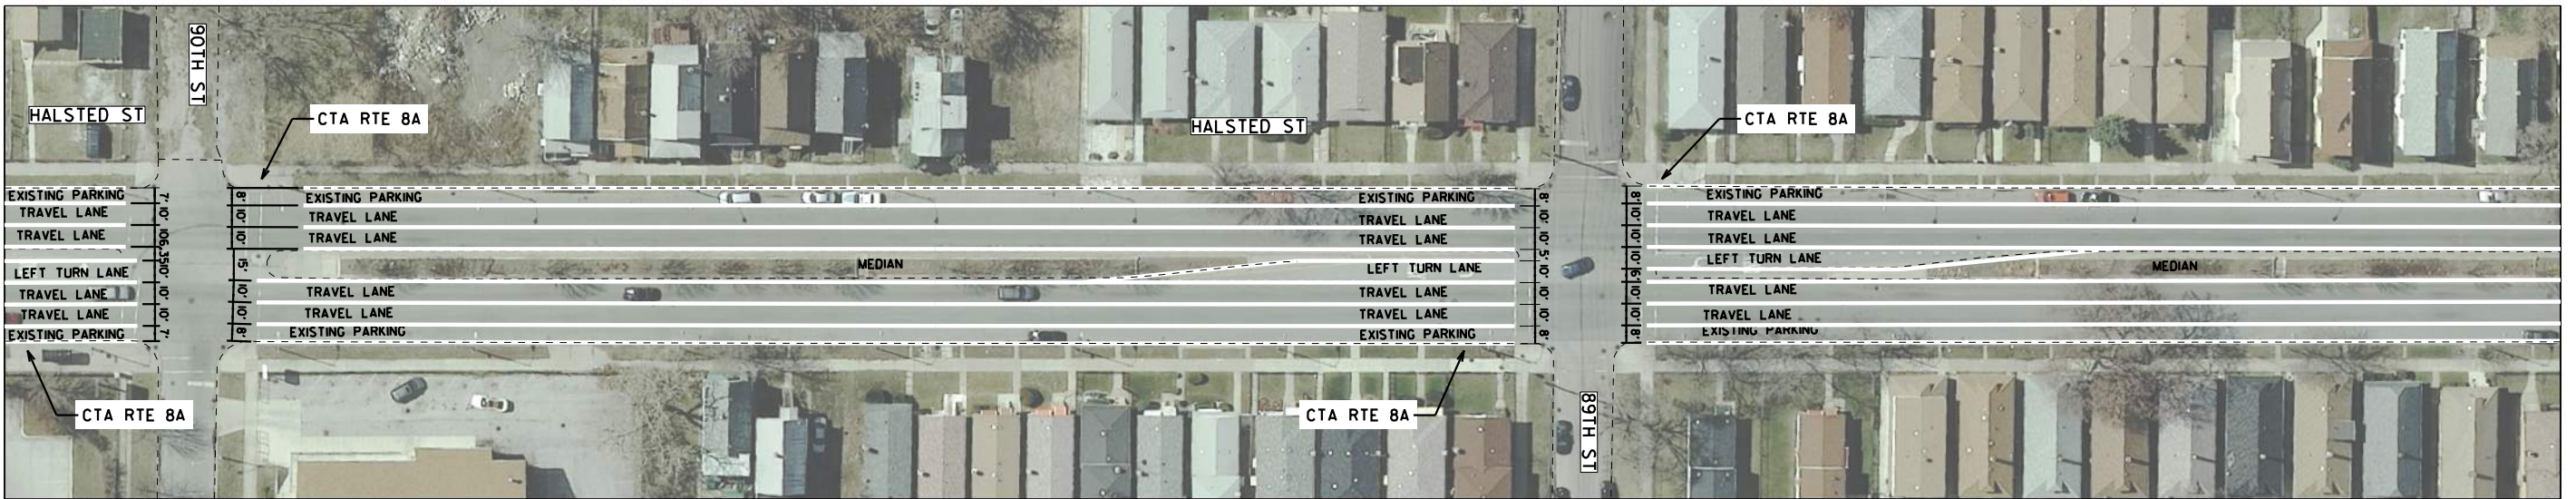 90TH ST
HALSTED ST
CTA RTE 8A
HALSTED ST
CTA RTE 8A
EXISTING PARKING
TRAVEL LANE
TRAVEL LANE
LEFT TURN LANE
TRAVEL LANE
TRAVEL LANE
EXISTING PARKING
7'
10'
10'
10'
10'
7'
8'
10'
10'
15'
10'
10'
8'
EXISTING PARKING
TRAVEL LANE
TRAVEL LANE
MEDIAN
TRAVEL LANE
TRAVEL LANE
EXISTING PARKING
EXISTING PARKING
TRAVEL LANE
TRAVEL LANE
LEFT TURN LANE
TRAVEL LANE
TRAVEL LANE
EXISTING PARKING
8'
10'
10'
5'
10'
10'
8'
8'
10'
10'
10'
6'
10'
10'
8'
EXISTING PARKING
TRAVEL LANE
TRAVEL LANE
LEFT TURN LANE
MEDIAN
TRAVEL LANE
TRAVEL LANE
EXISTING PARKING
CTA RTE 8A
CTA RTE 8A
89TH ST